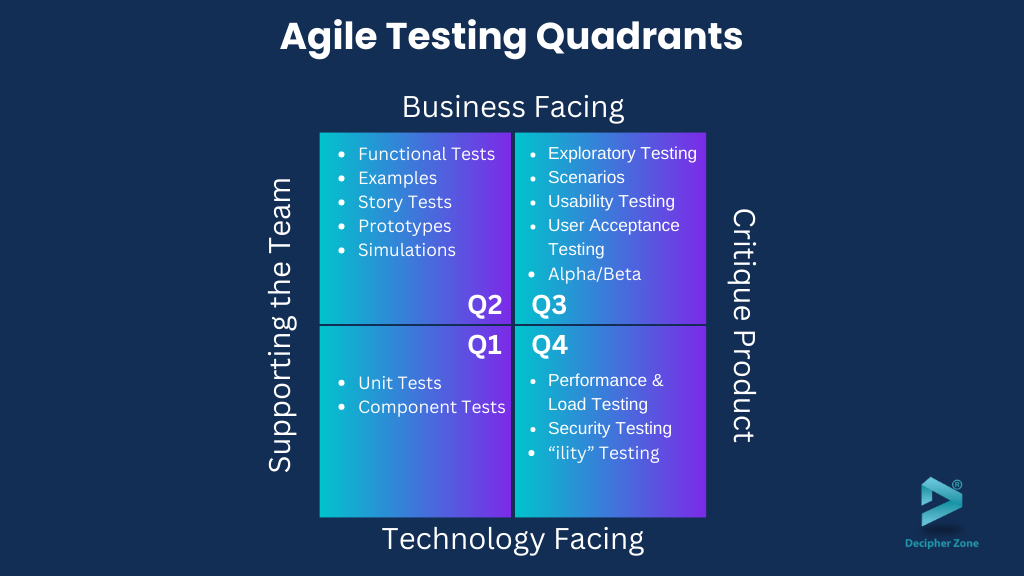 Agile Testing Quadrants
Business Facing
Supporting the Team
• Functional Tests
• Examples
• Story Tests
• Prototypes
• Simulations
Q2
• Exploratory Testing
• Scenarios
• Usability Testing
• User Acceptance
Testing
• Alpha/Beta
Q3
Q1
• Unit Tests
• Component Tests
Q4
• Performance &
Load Testing
• Security Testing
• “ility” Testing
Critique Product
Technology Facing
®
Decipher Zone